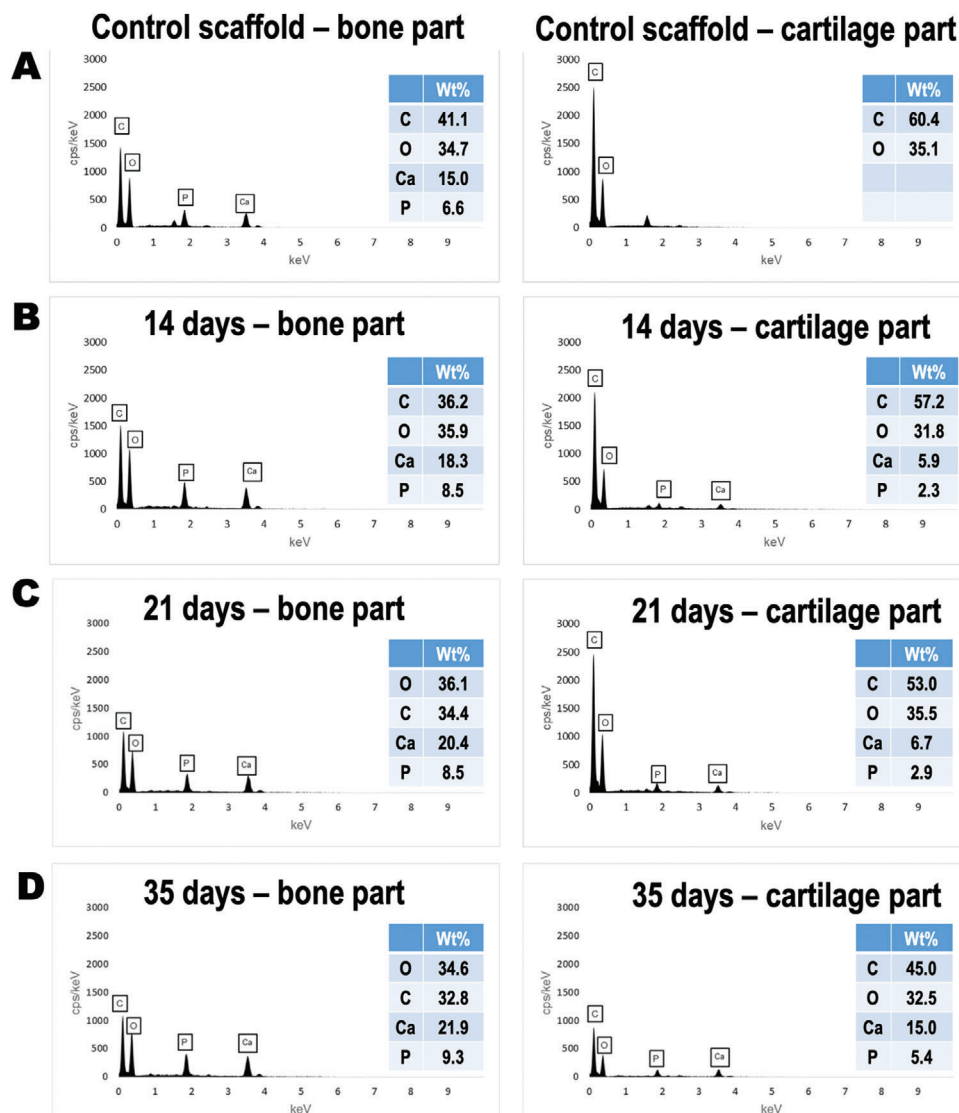 Control scaffold – bone part
A
cps/keV
3000
2500
2000
1500
1000
500
0
C
O
P
Ca
0 1 2 3 4 5 6 7 8 9
keV
Wt%
C 41.1
O 34.7
Ca 15.0
P 6.6
Control scaffold – cartilage part
3000
2500
2000
1500
1000
500
0
C
O
0 1 2 3 4 5 6 7 8 9
keV
Wt%
C 60.4
O 35.1
B
14 days – bone part
cps/keV
3000
2500
2000
1500
1000
500
0
C
O
P
Ca
0 1 2 3 4 5 6 7 8 9
keV
Wt%
C 36.2
O 35.9
Ca 18.3
P 8.5
14 days – cartilage part
cps/keV
3000
2500
2000
1500
1000
500
0
C
O
P
Ca
0 1 2 3 4 5 6 7 8 9
keV
Wt%
C 57.2
O 31.8
Ca 5.9
P 2.3
C
21 days – bone part
cps/keV
3000
2500
2000
1500
1000
500
0
C
O
P
Ca
0 1 2 3 4 5 6 7 8 9
keV
Wt%
O 36.1
C 34.4
Ca 20.4
P 8.5
21 days – cartilage part
cps/keV
3000
2500
2000
1500
1000
500
0
C
O
P
Ca
0 1 2 3 4 5 6 7 8 9
keV
Wt%
C 53.0
O 35.5
Ca 6.7
P 2.9
D
35 days – bone part
cps/keV
3000
2500
2000
1500
1000
500
0
C
O
P
Ca
0 1 2 3 4 5 6 7 8 9
keV
Wt%
O 34.6
C 32.8
Ca 21.9
P 9.3
35 days – cartilage part
cps/keV
3000
2500
2000
1500
1000
500
0
C
O
P
Ca
0 1 2 3 4 5 6 7 8 9
keV
Wt%
C 45.0
O 32.5
Ca 15.0
P 5.4